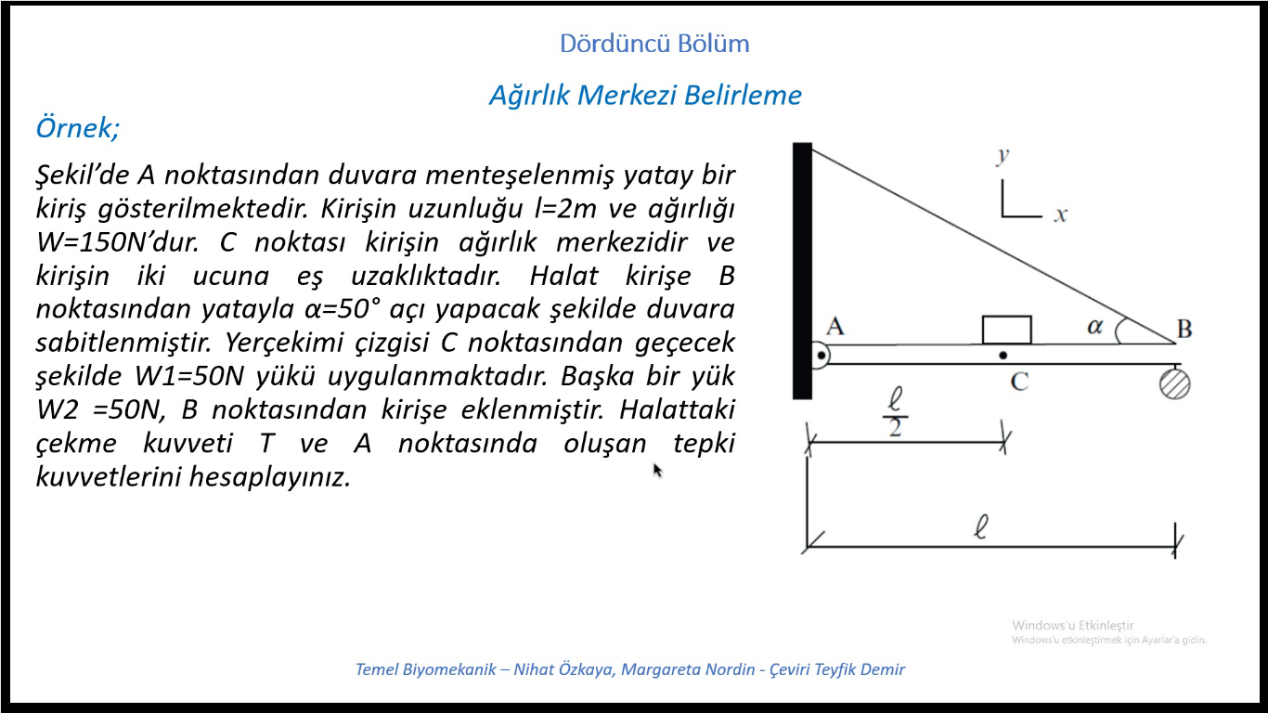 Dördüncü Bölüm
Ağırlık Merkezi Belirleme
Örnek;
Şekil’de A noktasından duvara menteşelenmiş yatay bir
kiriş gösterilmektedir. Kirişin uzunluğu l=2m ve ağırlığı
W=150N’dur. C noktası kirişin ağırlık merkezidir ve
kirişin iki ucuna eş uzaklıktadır. Halat kirişe B
noktasından yatayla α=50° açı yapacak şekilde duvara
sabitlenmiştir. Yerçekimi çizgisi C noktasından geçecek
şekilde W1=50N yükü uygulanmaktadır. Başka bir yük
W2 =50N, B noktasından kirişe eklenmiştir. Halattaki
çekme kuvveti T ve A noktasında oluşan tepki
kuvvetlerini hesaplayınız.
y
x
A
α
B
C
ℓ
2
ℓ
Windows'u Etkinleştir
Windows'u etkinleştirmek için Ayarlar'a gidin.
Temel Biyomekanik – Nihat Özkaya, Margareta Nordin - Çeviri Teyfik Demir